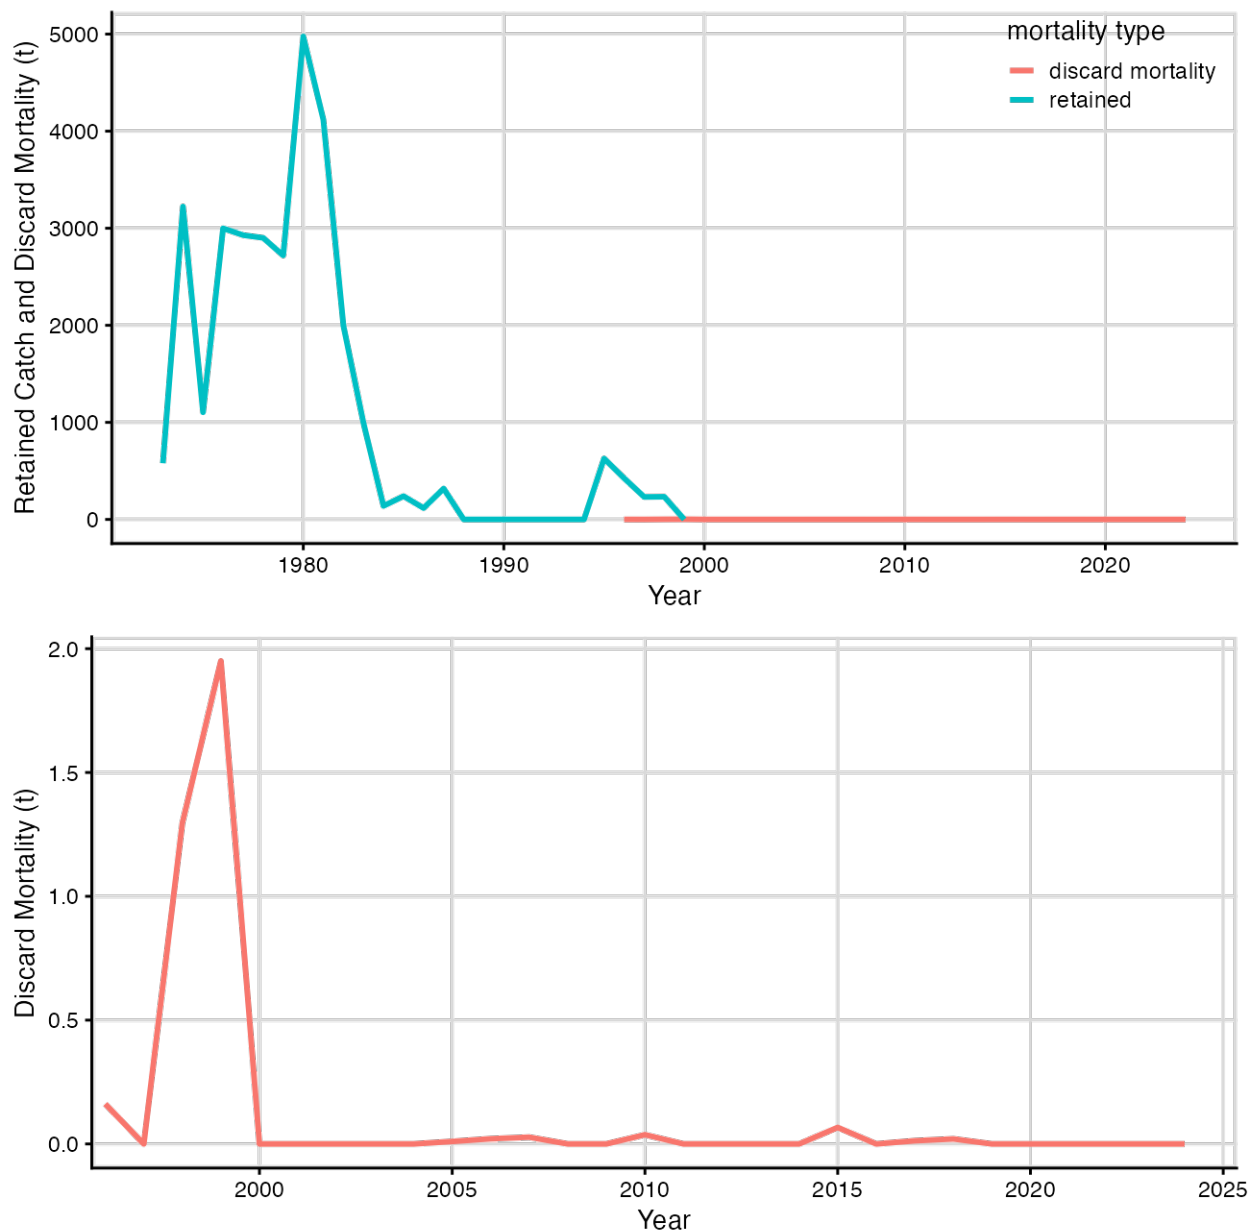 Retained Catch and Discard Mortality (t)
5000
4000
3000
2000
1000
0
mortality type
discard mortality
retained
1980 1990 2000 2010 2020
Year
Discard Mortality (t)
2.0
1.5
1.0
0.5
0.0
2000 2005 2010 2015 2020 2025
Year